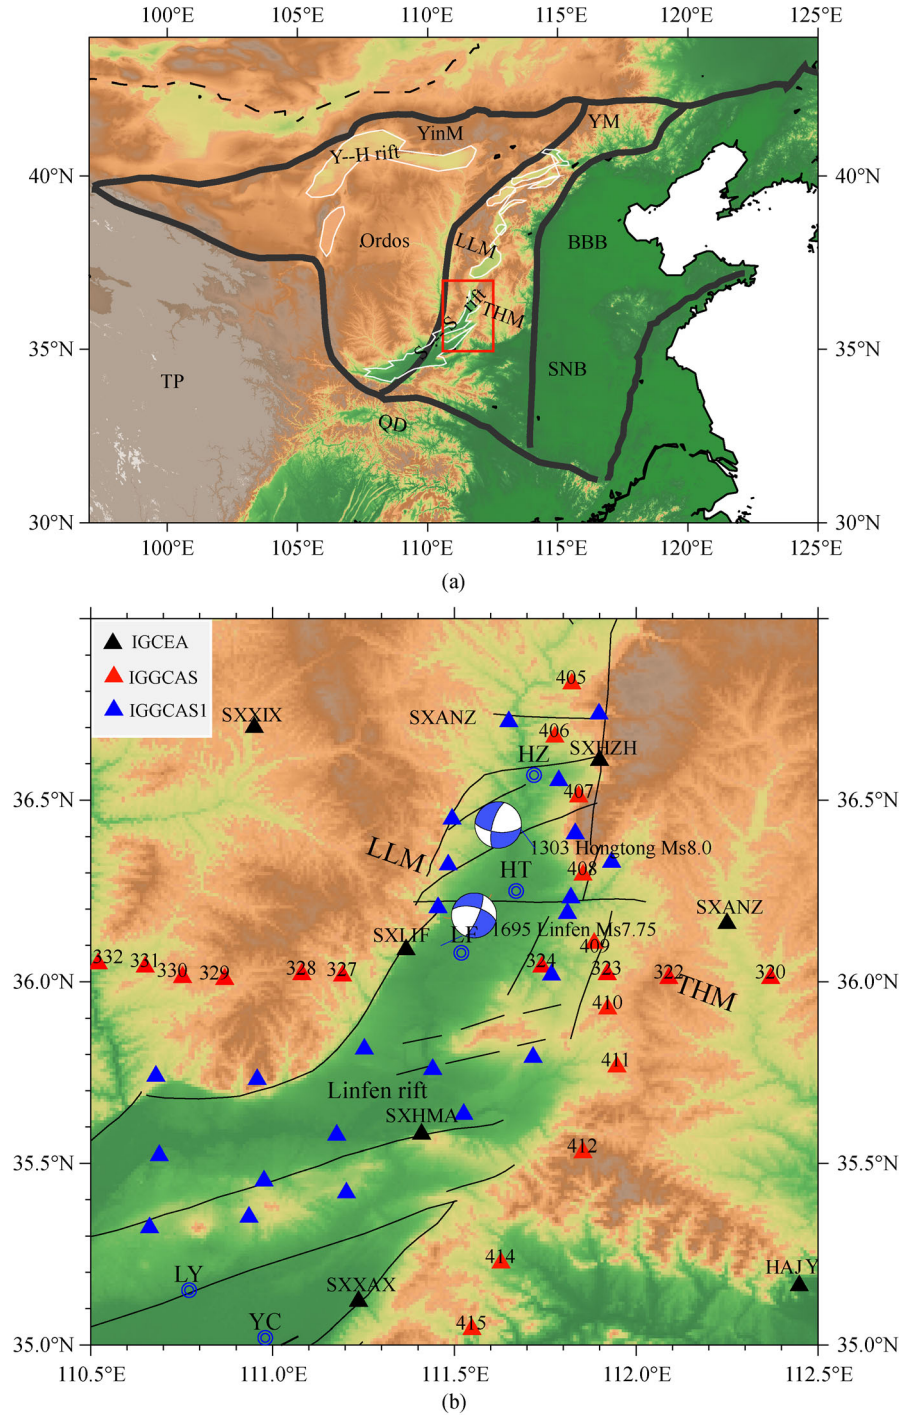 100°E 105°E 110°E 115°E 120°E
YM
YinM
Y--H rift
40°N 40°N
Ordos
LLM
BBB
S--S rift
THM
35°N 35°N
SNB
TP
QD
30°N 30°N
100°E 105°E 110°E 115°E 120°E 125°E
(a)
IGCEA
IGGCAS
IGGCAS1
405
SXXIX
SXANZ
406
SXHZH
HZ
36.5°N 36.5°N
407
1303 Hongtong Ms8.0
LLM
HT
408
SXANZ
1695 Linfen Ms7.75
SXLIF LF
409
332 331 330 329 328 327 324 323 322 320
36.0°N 36.0°N
THM
410
411
Linfen rift
SXHMA
412
35.5°N 35.5°N
414
HAJY
LY
SXXAX
YC
415
35.0°N 35.0°N
110.5°E 111.0°E 111.5°E 112.0°E 112.5°E
(b)